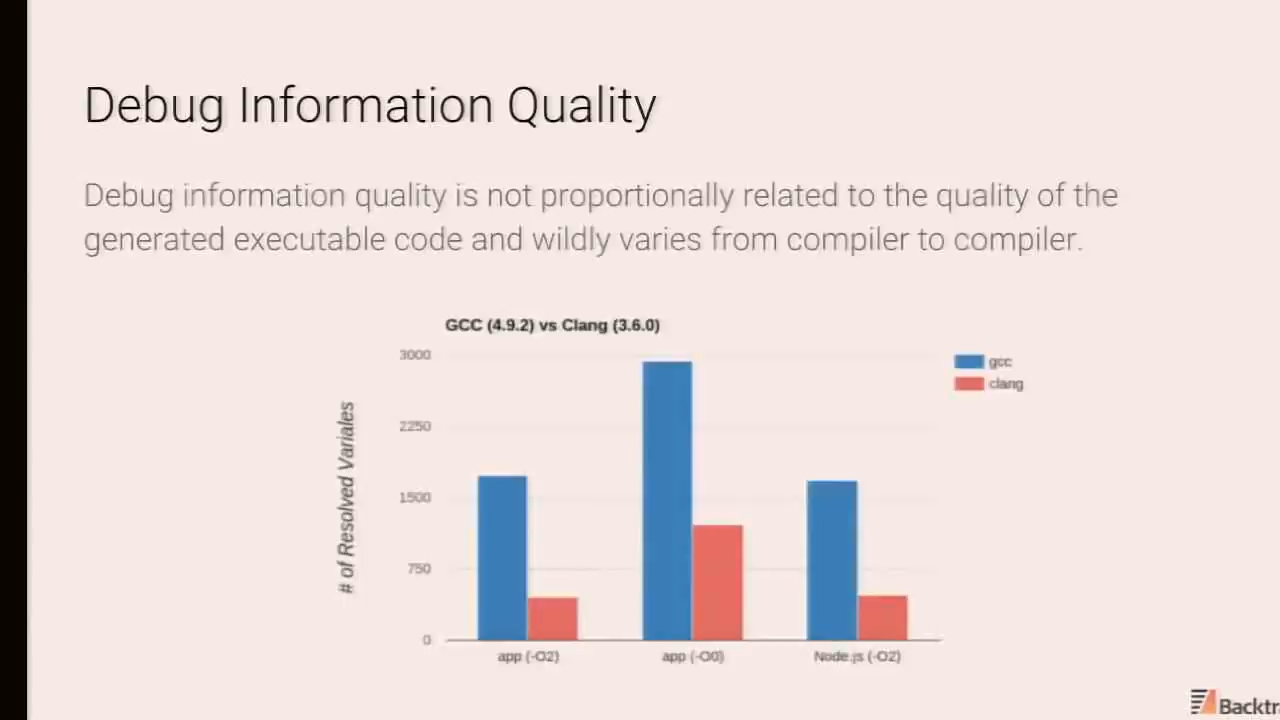 Debug Information Quality
Debug information quality is not proportionally related to the quality of the
generated executable code and wildly varies from compiler to compiler.
GCC (4.9.2) vs Clang (3.6.0)
# of Resolved Variales
3000
2250
1500
750
0
app (-O2)
app (-O0)
Node.js (-O2)
gcc
clang
Backtr